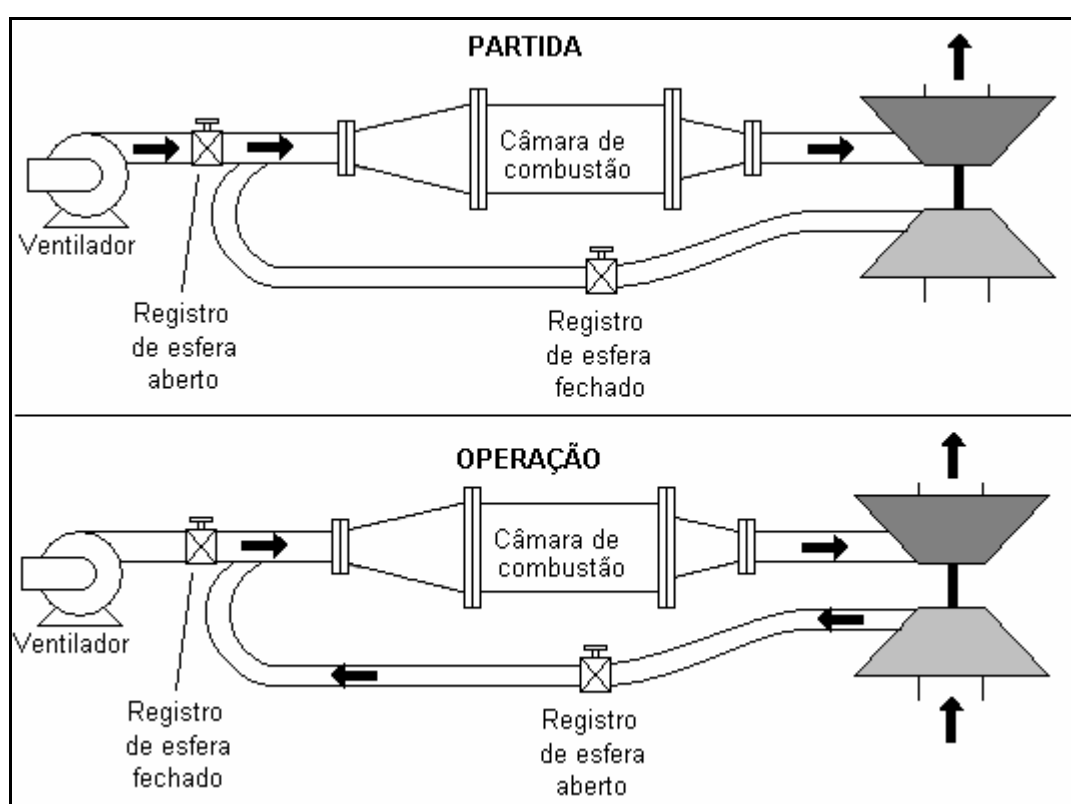 PARTIDA
Câmara de
combustão
Ventilador
Registro
de esfera
aberto
Registro
de esfera
fechado
OPERAÇÃO
Câmara de
combustão
Ventilador
Registro
de esfera
fechado
Registro
de esfera
aberto